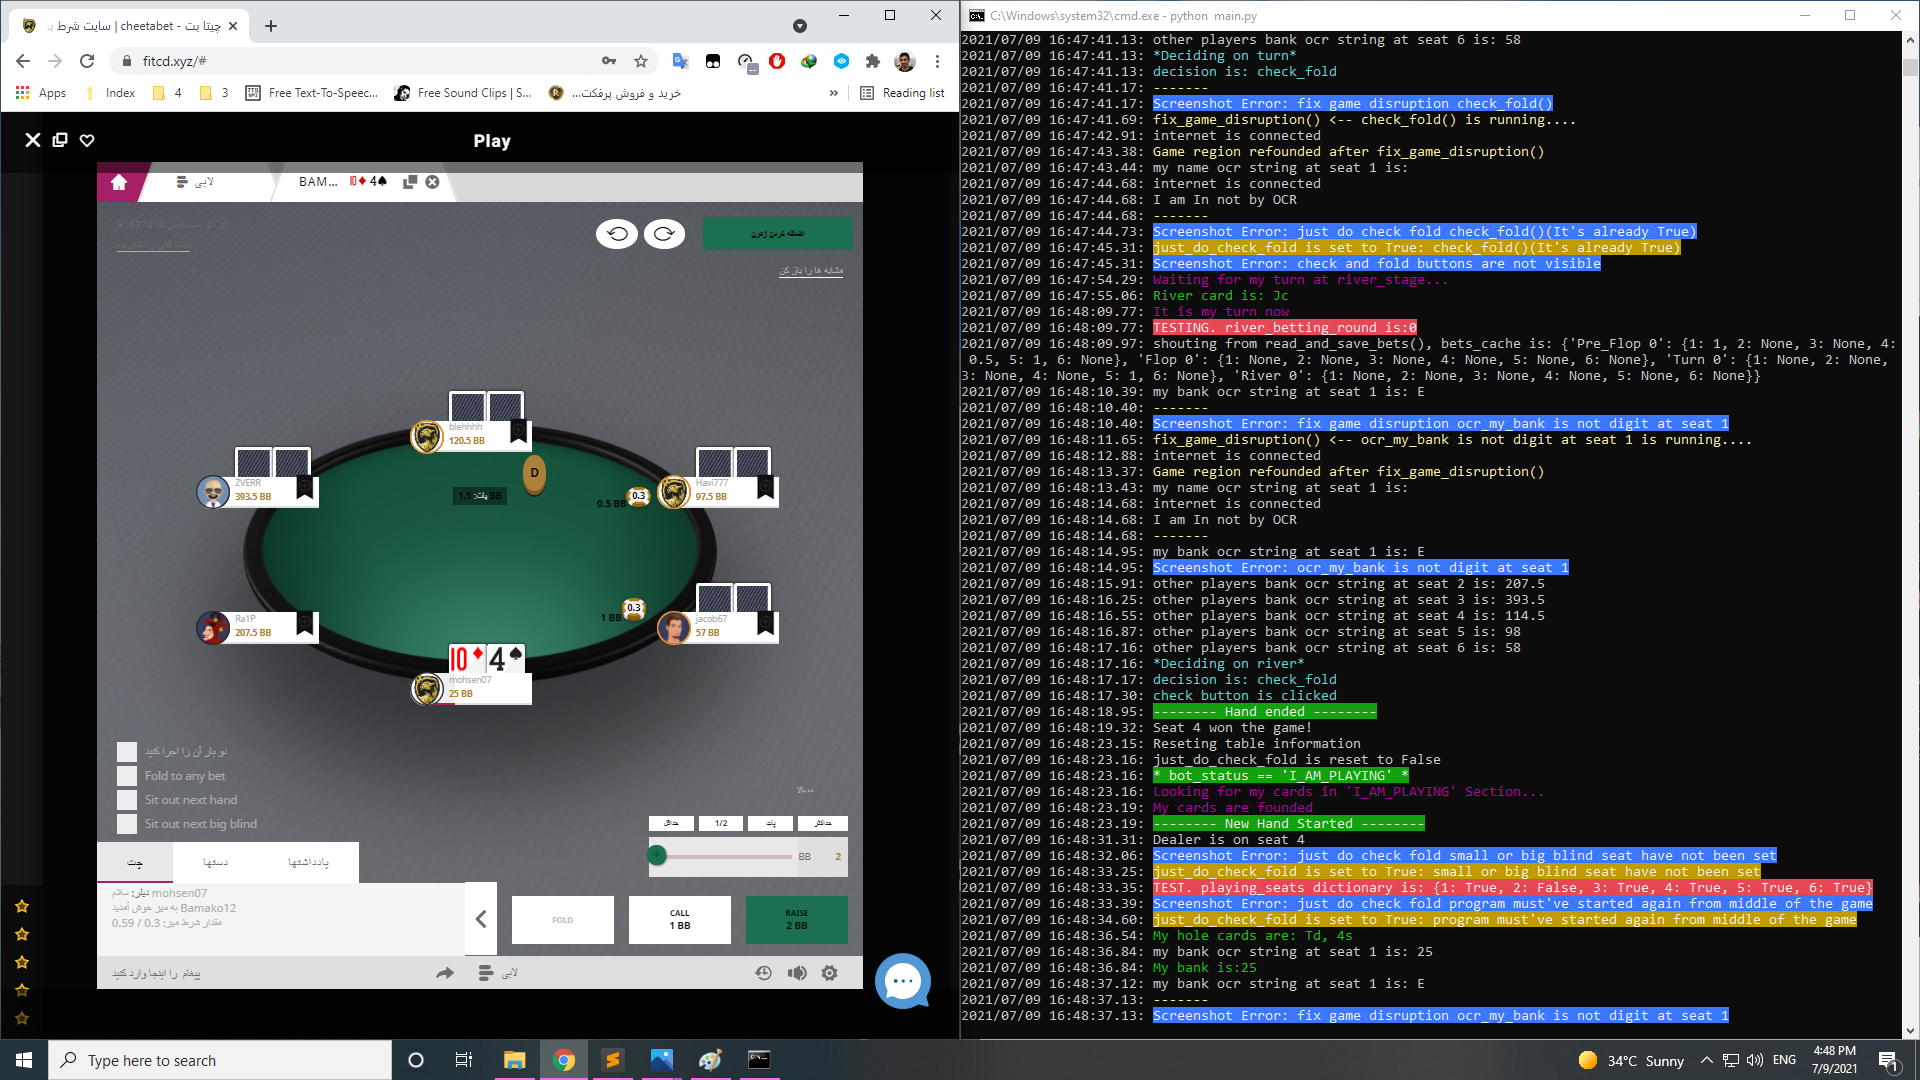 چیتا بت - cheetabet | سایت شرط ب
fitcd.xyz/#
Apps
Index
4
3
Free Text-To-Speec...
Free Sound Clips | S...
خرید و فروش پرفکت...
»
Reading list
Play
لابی
BAM... 10♦ 4♠
91637410
اضافه کردن ژتون
مشابه ها را باز کن
blehhhh
120.5 BB
D
ZVERR
393.5 BB
پات: 1.5 BB
0.5 BB
0.3
Havi777
97.5 BB
Ra1P
207.5 BB
1 BB
0.3
jacob67
57 BB
10♦ 4♠
mohsen07
25 BB
دو بار آن را اجرا کنید
Fold to any bet
Sit out next hand
Sit out next big blind
حداقل
1/2
پات
حداکثر
BB 2
چت
دستها
یادداشتها
دیلر: سلام mohsen07
به میز خوش آمدید Bamako12
مقدار شرط میز: 0.3 / 0.59
FOLD
CALL
1 BB
RAISE
2 BB
پیغام را اینجا وارد کنید
لابی
C:\Windows\system32\cmd.exe - python main.py
2021/07/09 16:47:41.13: other players bank ocr string at seat 6 is: 58
2021/07/09 16:47:41.13: *Deciding on turn*
2021/07/09 16:47:41.13: decision is: check_fold
2021/07/09 16:47:41.17: -------
2021/07/09 16:47:41.17: Screenshot Error: fix game disruption check_fold()
2021/07/09 16:47:41.69: fix_game_disruption() <-- check_fold() is running....
2021/07/09 16:47:42.91: internet is connected
2021/07/09 16:47:43.38: Game region refounded after fix_game_disruption()
2021/07/09 16:47:43.44: my name ocr string at seat 1 is:
2021/07/09 16:47:44.68: internet is connected
2021/07/09 16:47:44.68: I am In not by OCR
2021/07/09 16:47:44.68: -------
2021/07/09 16:47:44.73: Screenshot Error: just do check fold check_fold()(It's already True)
2021/07/09 16:47:45.31: just_do_check_fold is set to True: check_fold()(It's already True)
2021/07/09 16:47:45.31: Screenshot Error: check and fold buttons are not visible
2021/07/09 16:47:54.29: Waiting for my turn at river_stage...
2021/07/09 16:47:55.06: River card is: Jc
2021/07/09 16:48:09.77: It is my turn now
2021/07/09 16:48:09.77: TESTING. river_betting_round is:0
2021/07/09 16:48:09.97: shouting from read_and_save_bets(), bets_cache is: {'Pre_Flop 0': {1: 1, 2: None, 3: None, 4:
0.5, 5: 1, 6: None}, 'Flop 0': {1: None, 2: None, 3: None, 4: None, 5: None, 6: None}, 'Turn 0': {1: None, 2: None,
3: None, 4: None, 5: 1, 6: None}, 'River 0': {1: None, 2: None, 3: None, 4: None, 5: None, 6: None}}
2021/07/09 16:48:10.39: my bank ocr string at seat 1 is: E
2021/07/09 16:48:10.40: -------
2021/07/09 16:48:10.40: Screenshot Error: fix game disruption ocr_my_bank is not digit at seat 1
2021/07/09 16:48:11.65: fix_game_disruption() <-- ocr_my_bank is not digit at seat 1 is running....
2021/07/09 16:48:12.88: internet is connected
2021/07/09 16:48:13.37: Game region refounded after fix_game_disruption()
2021/07/09 16:48:13.43: my name ocr string at seat 1 is:
2021/07/09 16:48:14.68: internet is connected
2021/07/09 16:48:14.68: I am In not by OCR
2021/07/09 16:48:14.68: -------
2021/07/09 16:48:14.95: my bank ocr string at seat 1 is: E
2021/07/09 16:48:14.95: Screenshot Error: ocr_my_bank is not digit at seat 1
2021/07/09 16:48:15.91: other players bank ocr string at seat 2 is: 207.5
2021/07/09 16:48:16.25: other players bank ocr string at seat 3 is: 393.5
2021/07/09 16:48:16.55: other players bank ocr string at seat 4 is: 114.5
2021/07/09 16:48:16.87: other players bank ocr string at seat 5 is: 98
2021/07/09 16:48:17.16: other players bank ocr string at seat 6 is: 58
2021/07/09 16:48:17.16: *Deciding on river*
2021/07/09 16:48:17.17: decision is: check_fold
2021/07/09 16:48:17.30: check button is clicked
2021/07/09 16:48:18.95: -------- Hand ended --------
2021/07/09 16:48:19.32: Seat 4 won the game!
2021/07/09 16:48:23.15: Reseting table information
2021/07/09 16:48:23.16: just_do_check_fold is reset to False
2021/07/09 16:48:23.16: * bot_status == 'I_AM_PLAYING' *
2021/07/09 16:48:23.16: Looking for my cards in 'I_AM_PLAYING' Section...
2021/07/09 16:48:23.19: My cards are founded
2021/07/09 16:48:23.19: -------- New Hand Started --------
2021/07/09 16:48:31.31: Dealer is on seat 4
2021/07/09 16:48:32.06: Screenshot Error: just do check fold small or big blind seat have not been set
2021/07/09 16:48:33.25: just_do_check_fold is set to True: small or big blind seat have not been set
2021/07/09 16:48:33.35: TEST. playing_seats dictionary is: {1: True, 2: False, 3: True, 4: True, 5: True, 6: True}
2021/07/09 16:48:33.39: Screenshot Error: just do check fold program must've started again from middle of the game
2021/07/09 16:48:34.60: just_do_check_fold is set to True: program must've started again from middle of the game
2021/07/09 16:48:36.54: My hole cards are: Td, 4s
2021/07/09 16:48:36.84: my bank ocr string at seat 1 is: 25
2021/07/09 16:48:36.84: My bank is:25
2021/07/09 16:48:37.12: my bank ocr string at seat 1 is: E
2021/07/09 16:48:37.13: -------
2021/07/09 16:48:37.13: Screenshot Error: fix game disruption ocr_my_bank is not digit at seat 1
Type here to search
34°C Sunny
ENG
4:48 PM
7/9/2021
1